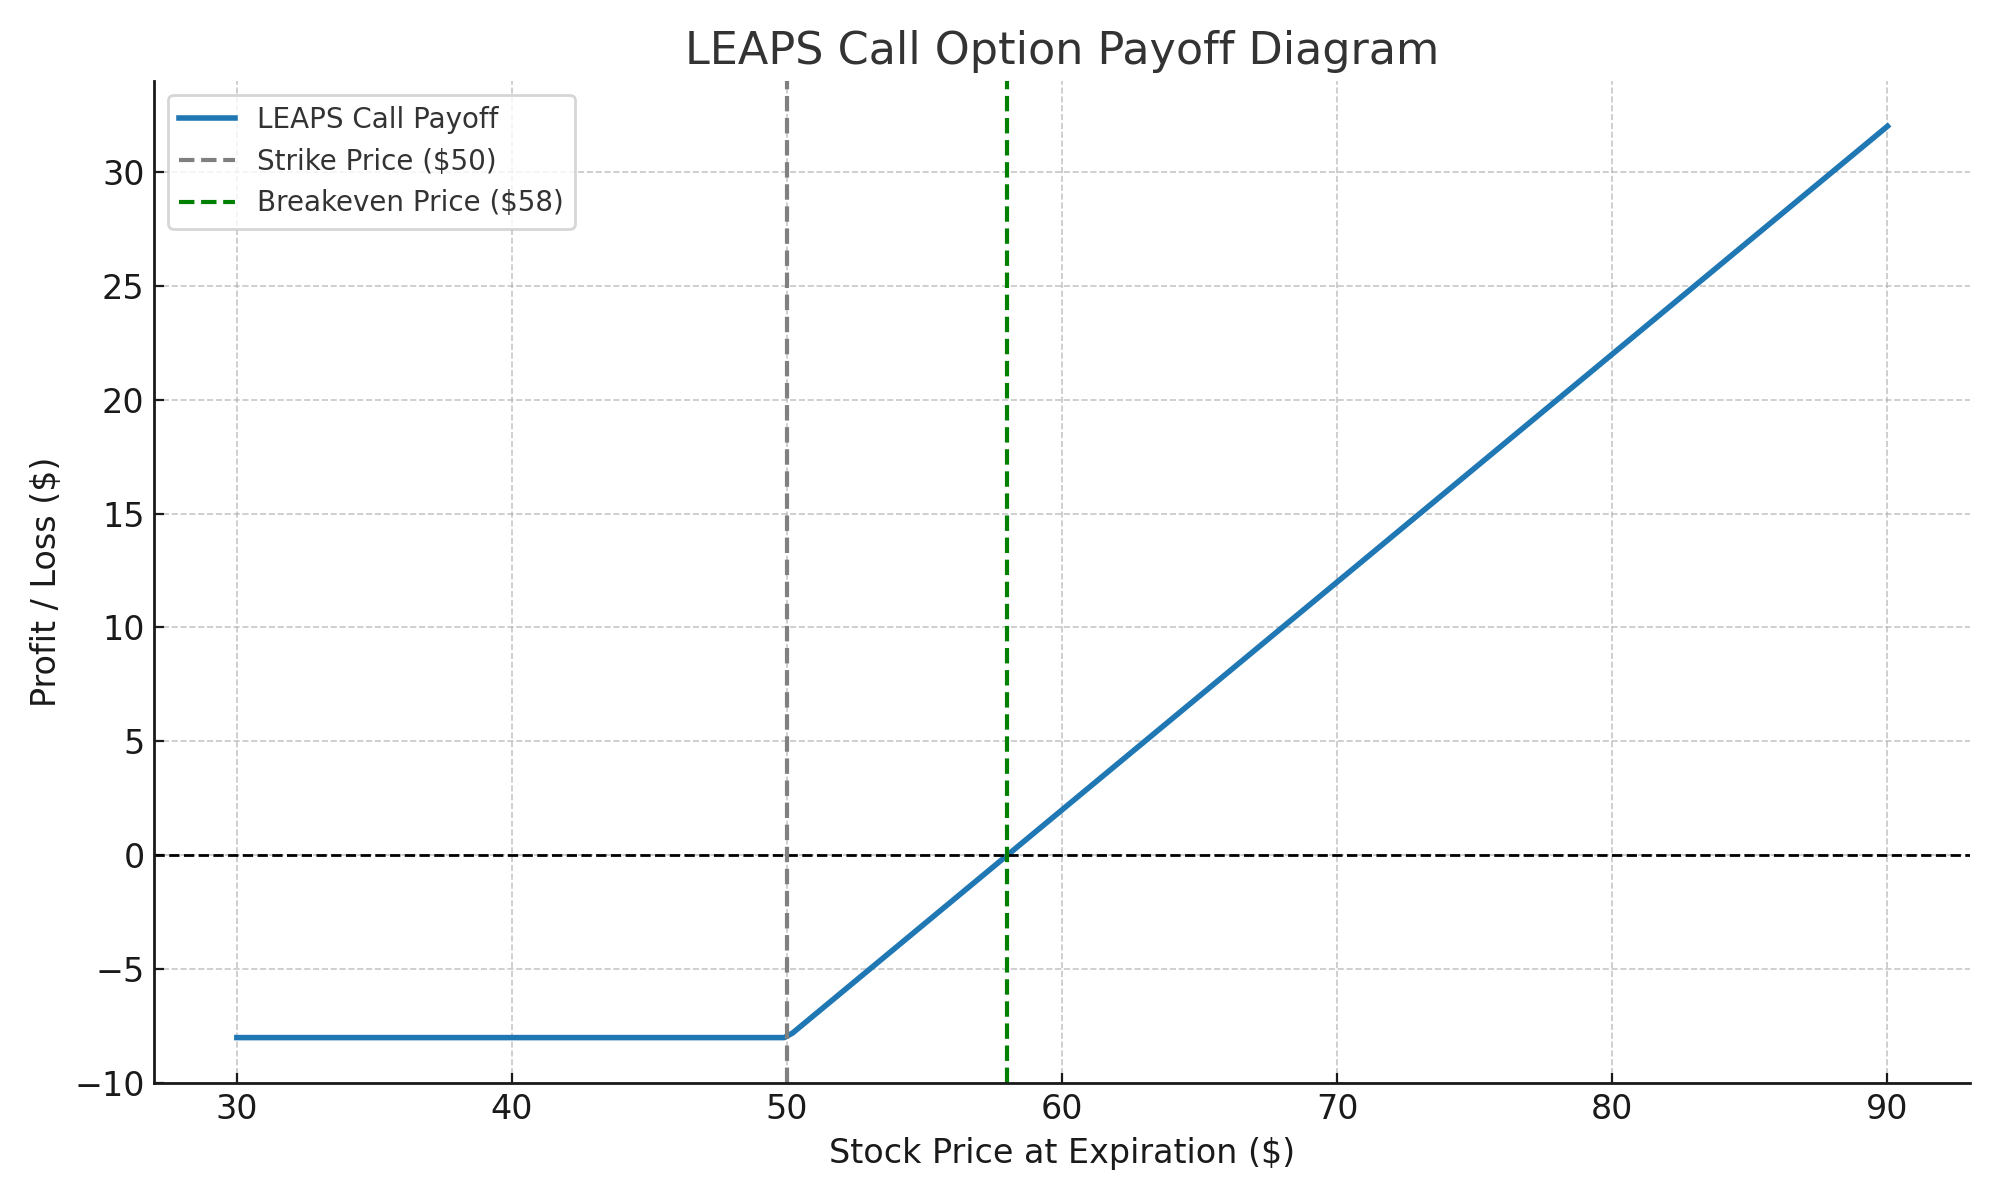 LEAPS Call Option Payoff Diagram
LEAPS Call Payoff
Strike Price ($50)
Breakeven Price ($58)
Profit / Loss ($)
30
25
20
15
10
5
0
−5
−10
30 40 50 60 70 80 90
Stock Price at Expiration ($)